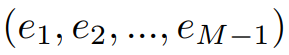 (e_1, e_2, ..., e_{M-1})